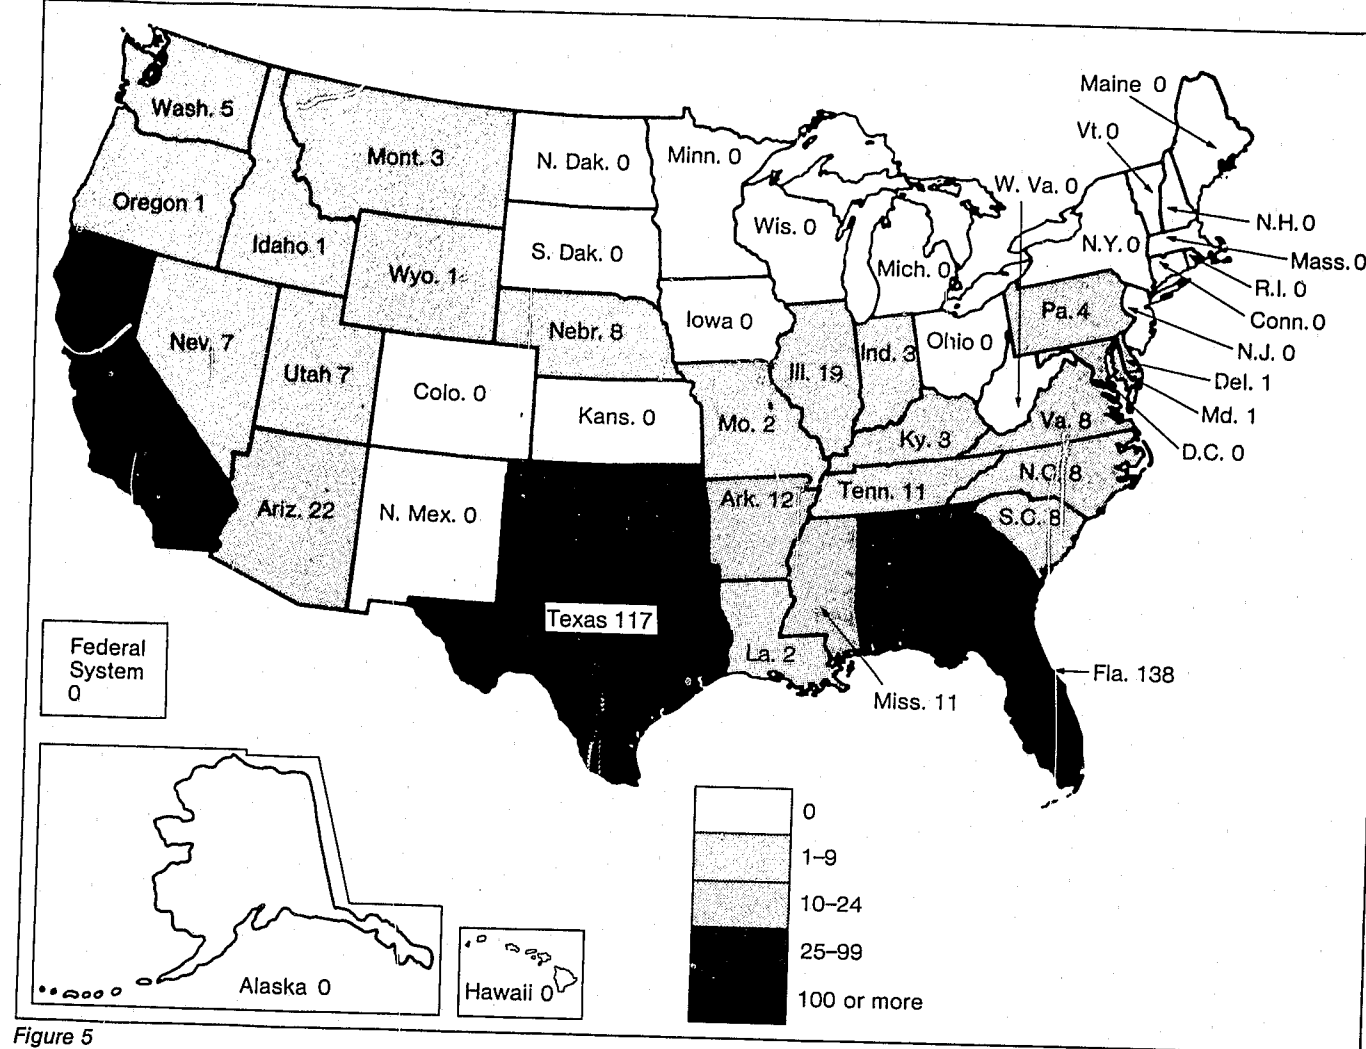 Maine 0
Wash. 5
Vt. 0
Mont. 3
N. Dak. 0
Minn. 0
W. Va. 0
Oregon 1
Idaho 1
Wis. 0
N.H. 0
S. Dak. 0
N.Y. 0
Mass. 0
Wyo. 1
Mich. 0
R.I. 0
Pa. 4
Conn. 0
Nev. 7
Nebr. 8
Iowa 0
Ohio 0
Ind. 3
N.J. 0
Utah 7
Ill. 19
Del. 1
Colo. 0
Kans. 0
Mo. 2
Va. 8
Md. 1
Ky. 3
D.C. 0
N.C. 8
Tenn. 11
Ark. 12
Ariz. 22
N. Mex. 0
S.C. 8
Texas 117
La. 2
Fla. 138
Miss. 11
Federal
System
0
0
1–9
10–24
25–99
100 or more
Alaska 0
Hawaii 0
Figure 5